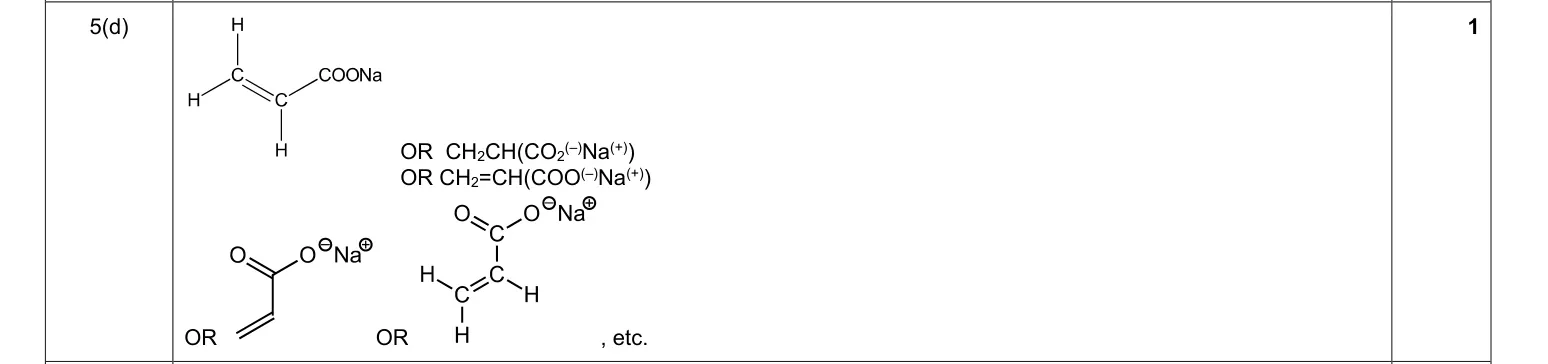 5(d)
1
H
C
COONa
H
C
H
OR CH₂CH(CO₂⁽⁻⁾Na⁽⁺⁾)
OR CH₂=CH(COO⁽⁻⁾Na⁽⁺⁾)
O O⊖Na⊕
C
O O⊖Na⊕
H C
C H
OR OR H , etc.